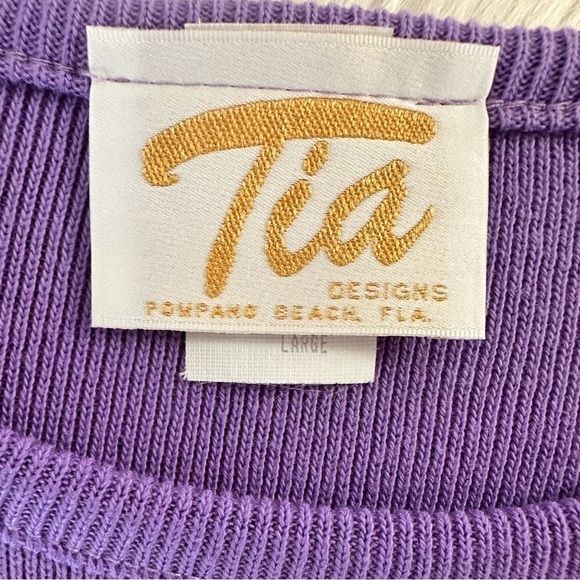 Tia
DESIGNS
POMPANO BEACH, FLA.
LARGE